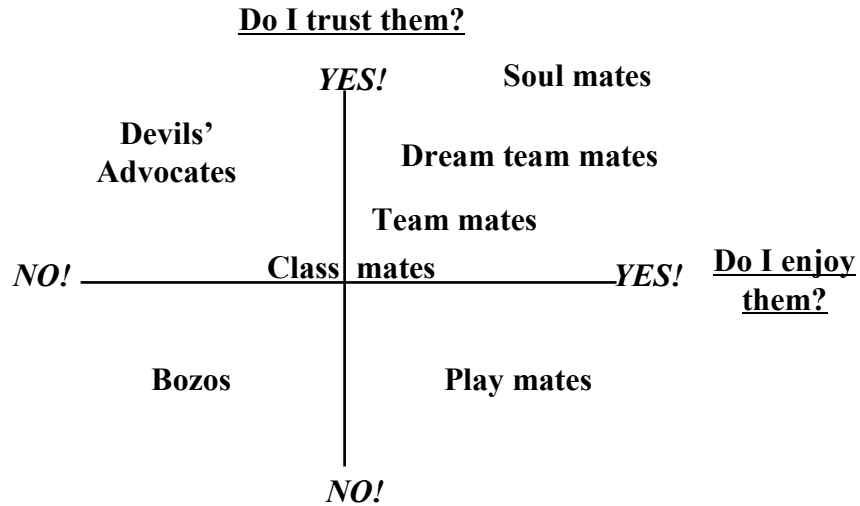 Do I trust them?
YES!
Soul mates
Devils’
Advocates
Dream team mates
Team mates
NO!
Class mates
YES!
Do I enjoy
them?
Bozos
Play mates
NO!